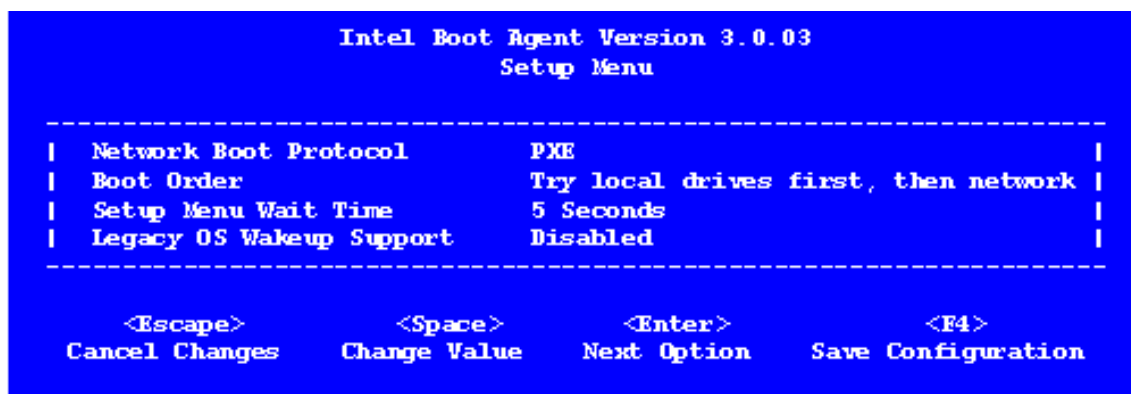 Intel Boot Agent Version 3.0.03
Setup Menu
Network Boot Protocol PXE
Boot Order Try local drives first, then network
Setup Menu Wait Time 5 Seconds
Legacy OS Wakeup Support Disabled
<Escape> <Space> <Enter> <F4>
Cancel Changes Change Value Next Option Save Configuration